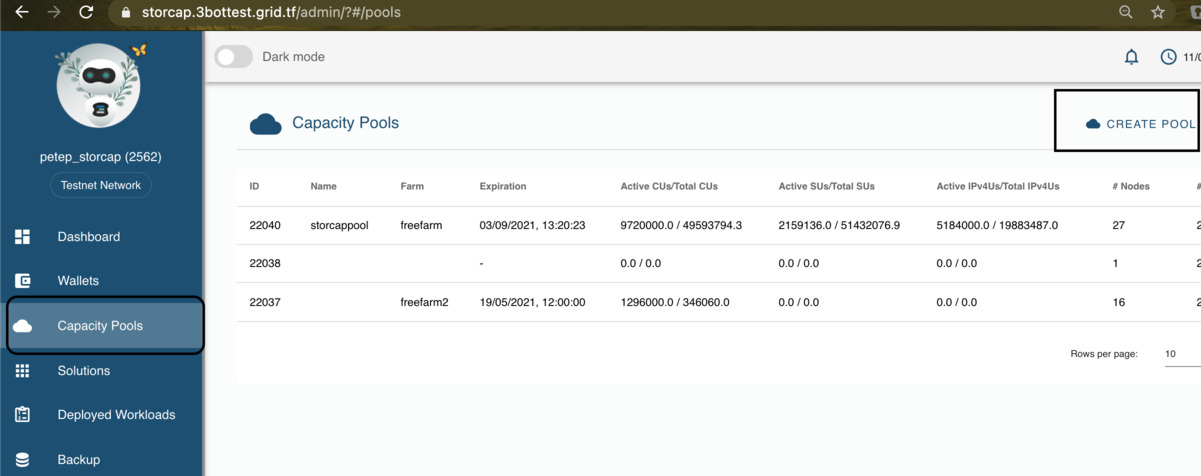 storcap.3bottest.grid.tf/admin/?#/pools
Dark mode
11/0
petep_storcap (2562)
Testnet Network
Dashboard
Wallets
Capacity Pools
Solutions
Deployed Workloads
Backup
Capacity Pools
CREATE POOL
ID Name Farm Expiration Active CUs/Total CUs Active SUs/Total SUs Active IPv4Us/Total IPv4Us # Nodes #
22040 storcappool freefarm 03/09/2021, 13:20:23 9720000.0 / 49593794.3 2159136.0 / 51432076.9 5184000.0 / 19883487.0 27 2
22038 - 0.0 / 0.0 0.0 / 0.0 0.0 / 0.0 1 2
22037 freefarm2 19/05/2021, 12:00:00 1296000.0 / 346060.0 0.0 / 0.0 0.0 / 0.0 16 2
Rows per page: 10